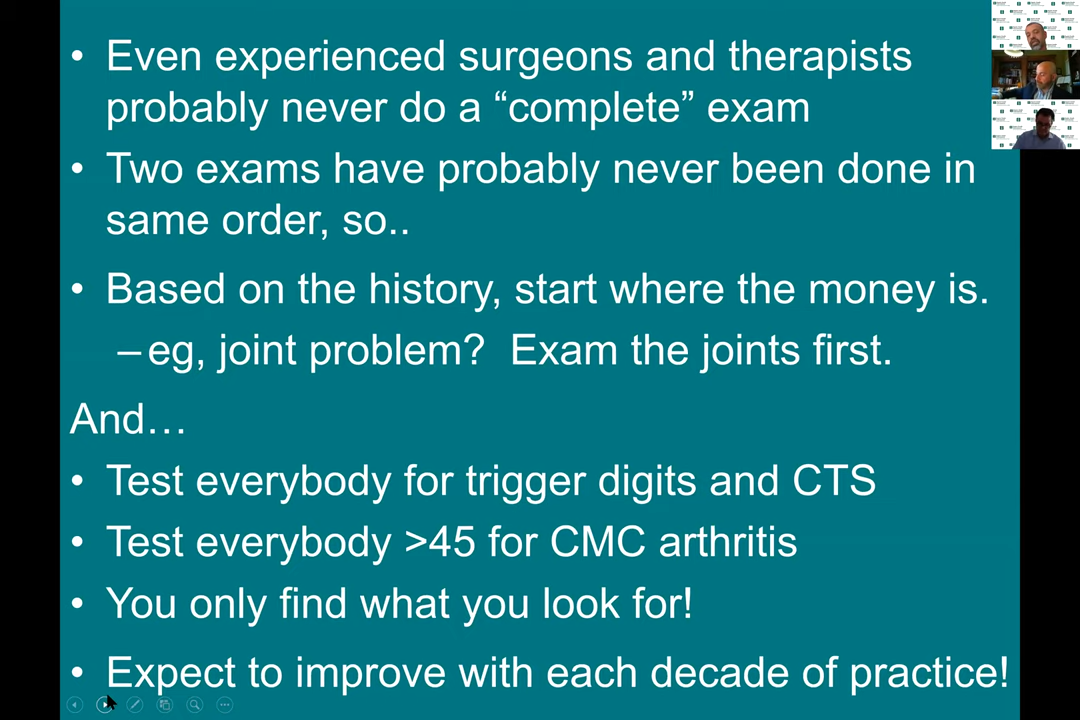 • Even experienced surgeons and therapists
probably never do a “complete” exam
• Two exams have probably never been done in
same order, so..
• Based on the history, start where the money is.
– eg, joint problem?  Exam the joints first.
And…
• Test everybody for trigger digits and CTS
• Test everybody >45 for CMC arthritis
• You only find what you look for!
• Expect to improve with each decade of practice!